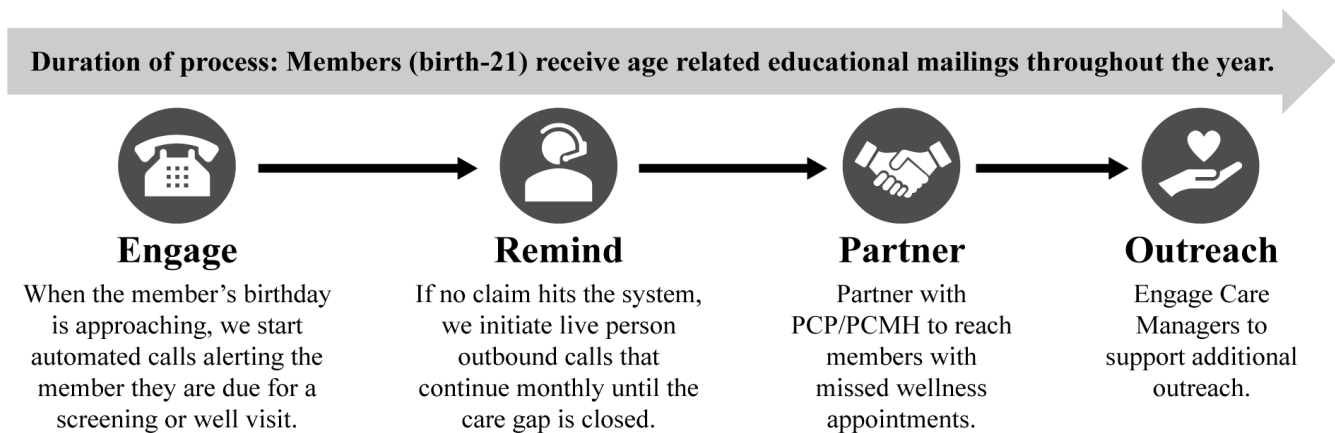 Duration of process: Members (birth-21) receive age related educational mailings throughout the year.
Engage
When the member’s birthday
is approaching, we start
automated calls alerting the
member they are due for a
screening or well visit.
Remind
If no claim hits the system,
we initiate live person
outbound calls that
continue monthly until the
care gap is closed.
Partner
Partner with
PCP/PCMH to reach
members with
missed wellness
appointments.
Outreach
Engage Care
Managers to
support additional
outreach.